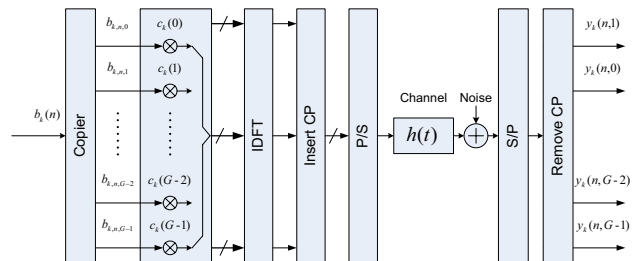 b_{k,n,0}
c_k(0)
y_k(n,1)
b_{k,n,1}
c_k(1)
y_k(n,0)
b_k(n)
Copier
IDFT
Insert CP
P/S
Channel
h(t)
Noise
S/P
Remove CP
b_{k,n,G-2}
c_k(G-2)
y_k(n,G-2)
b_{k,n,G-1}
c_k(G-1)
y_k(n,G-1)